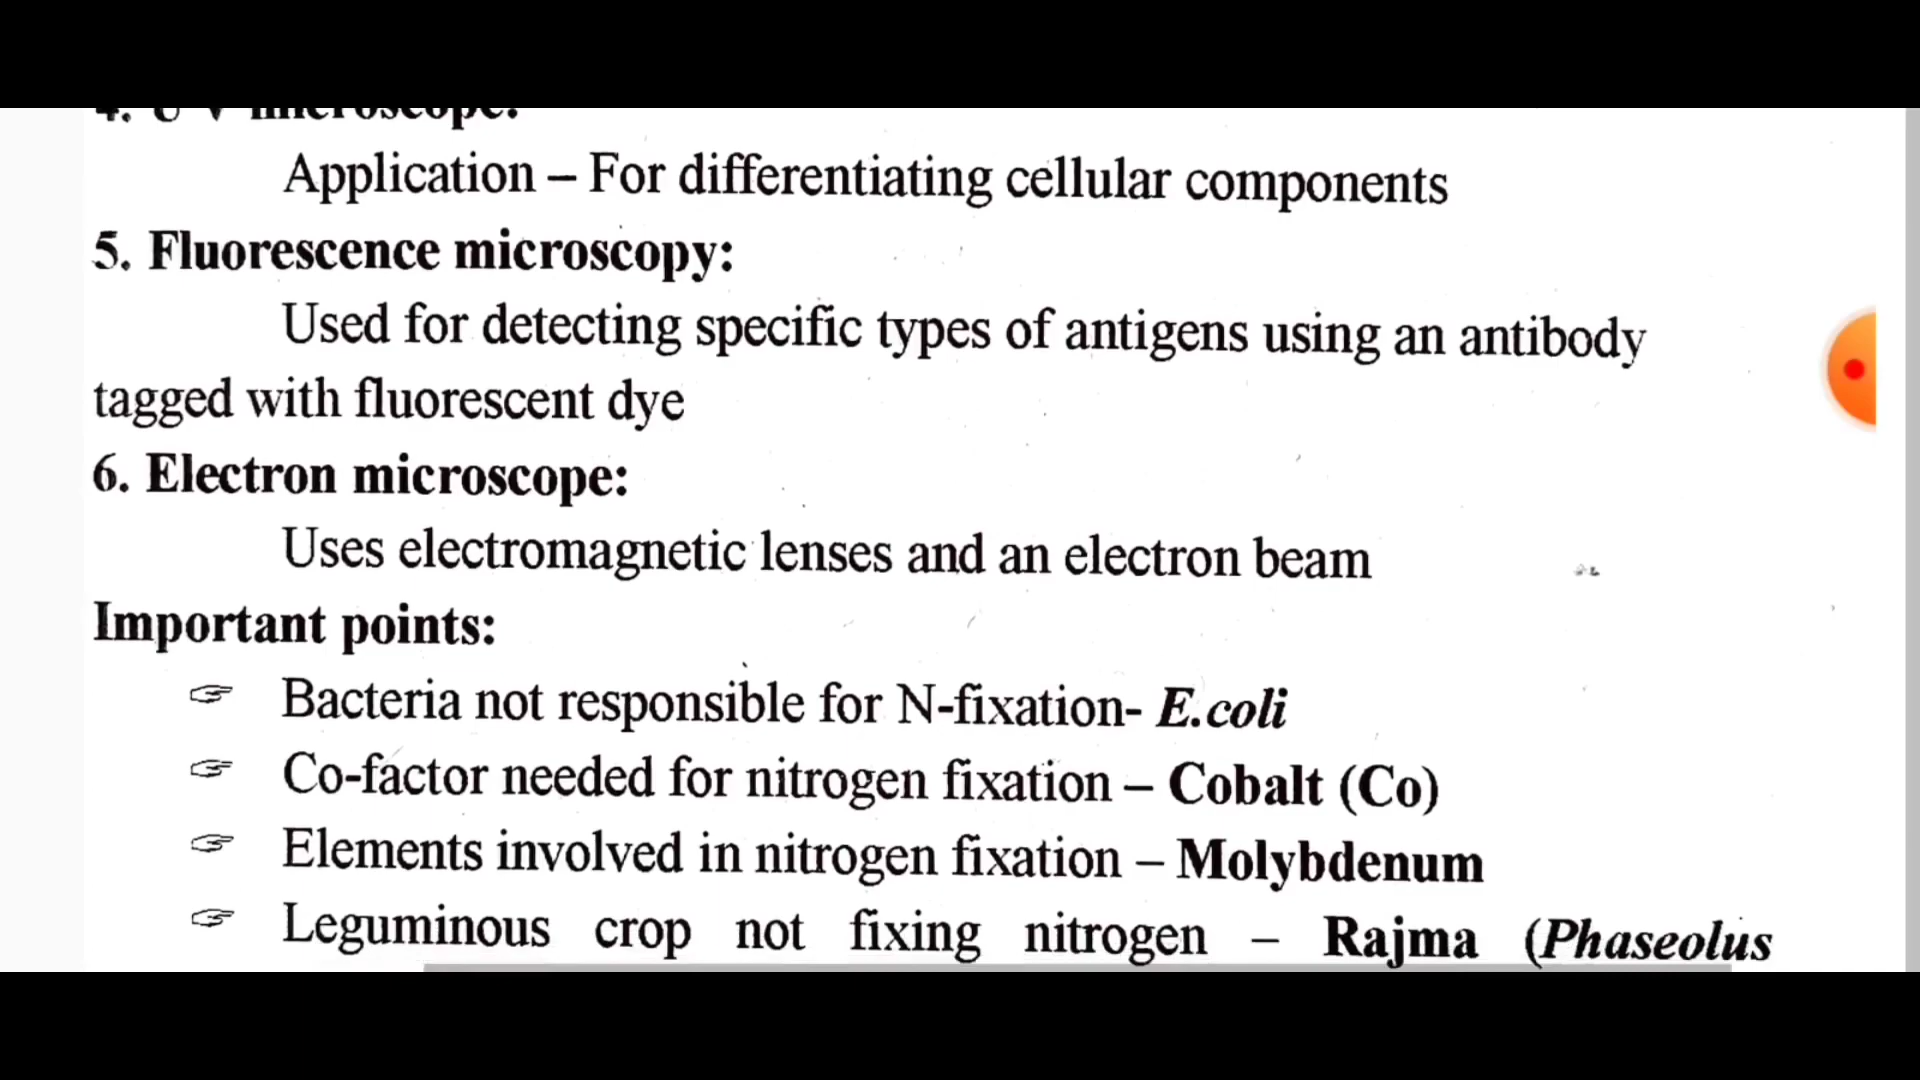 4. U V microscope:
Application – For differentiating cellular components
5. Fluorescence microscopy:
Used for detecting specific types of antigens using an antibody
tagged with fluorescent dye
6. Electron microscope:
Uses electromagnetic lenses and an electron beam
Important points:
☞ Bacteria not responsible for N-fixation- E.coli
☞ Co-factor needed for nitrogen fixation – Cobalt (Co)
☞ Elements involved in nitrogen fixation – Molybdenum
☞ Leguminous crop not fixing nitrogen – Rajma (Phaseolus